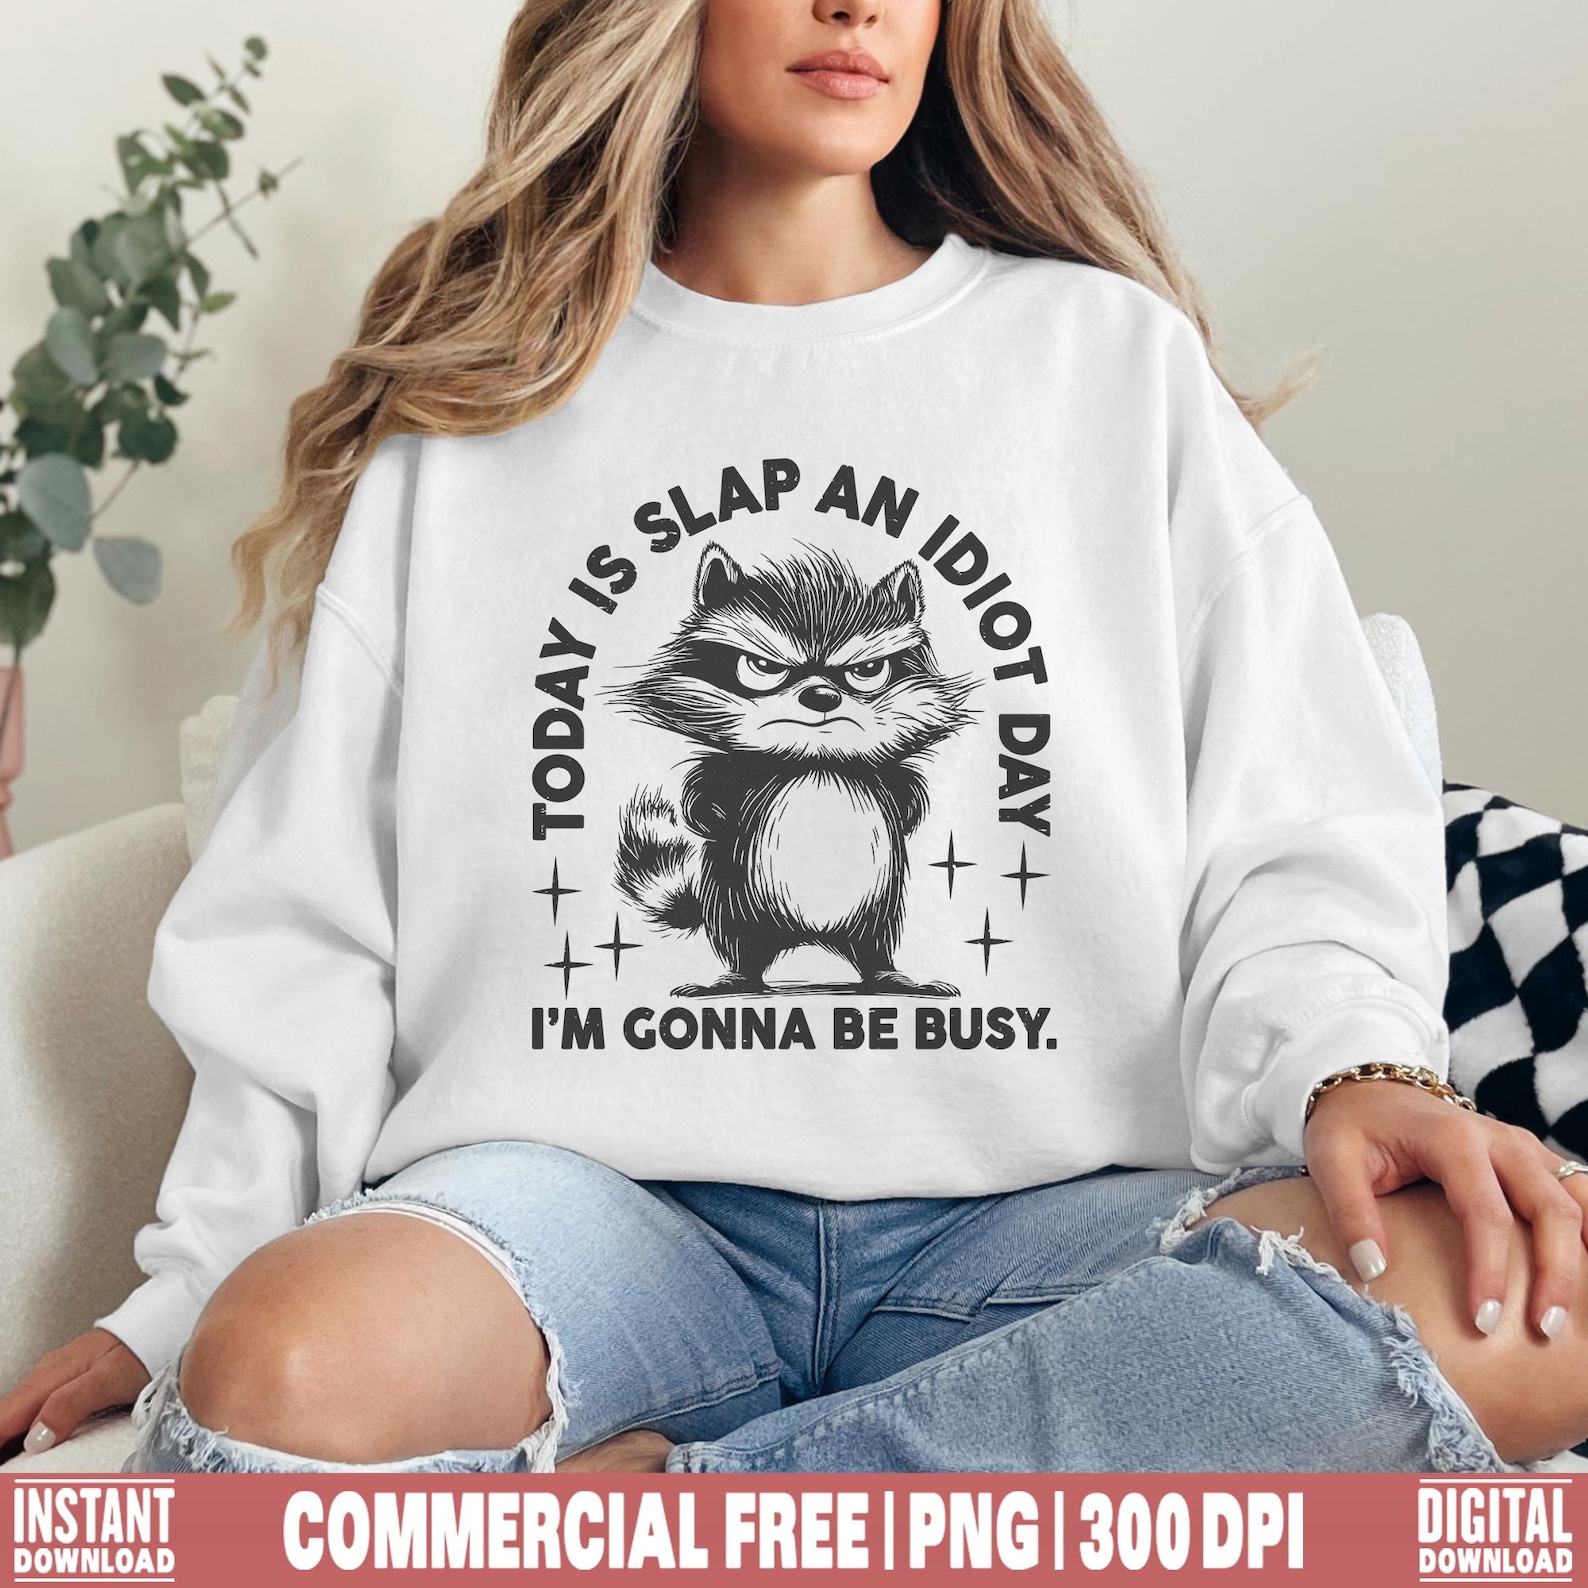 TODAY IS SLAP AN IDIOT DAY
I'M GONNA BE BUSY.
INSTANT
DOWNLOAD
COMMERCIAL FREE | PNG | 300 DPI
DIGITAL
DOWNLOAD